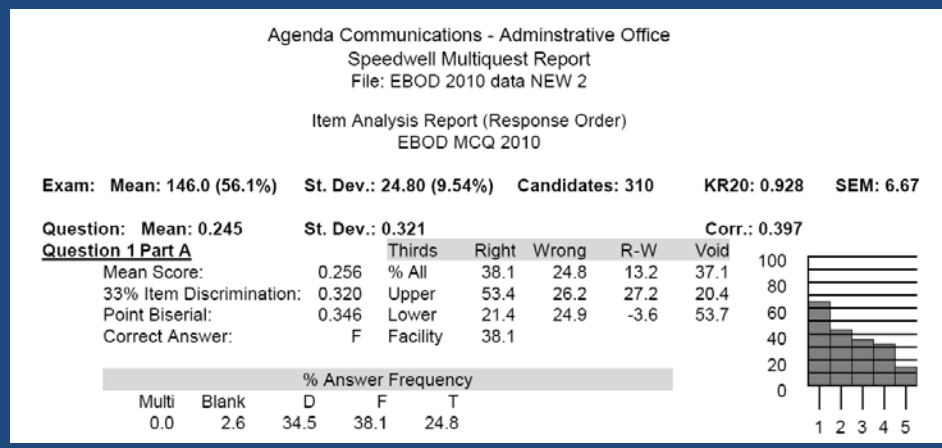 Agenda Communications - Adminstrative Office
Speedwell Multiquest Report
File: EBOD 2010 data NEW 2
Item Analysis Report (Response Order)
EBOD MCQ 2010
Exam: Mean: 146.0 (56.1%) St. Dev.: 24.80 (9.54%) Candidates: 310 KR20: 0.928 SEM: 6.67
Question: Mean: 0.245 St. Dev.: 0.321 Corr.: 0.397
Question 1 Part A Thirds Right Wrong R-W Void
Mean Score: 0.256 % All 38.1 24.8 13.2 37.1
33% Item Discrimination: 0.320 Upper 53.4 26.2 27.2 20.4
Point Biserial: 0.346 Lower 21.4 24.9 -3.6 53.7
Correct Answer: F Facility 38.1
% Answer Frequency
Multi Blank D F T
0.0 2.6 34.5 38.1 24.8
100
80
60
40
20
0
1 2 3 4 5